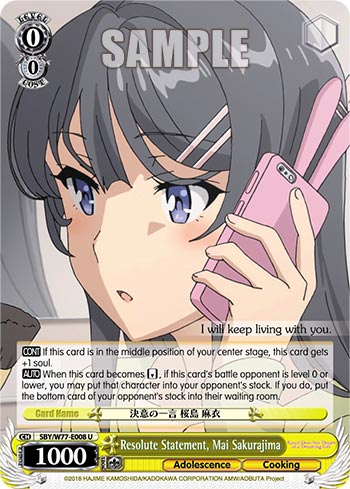 LEVEL
0
0
COST
SAMPLE
I will keep living with you.
CONT If this card is in the middle position of your center stage, this card gets
+1 soul.
AUTO When this card becomes [ ], if this card's battle opponent is level 0 or
lower, you may put that character into your opponent's stock. If you do, put
the bottom card of your opponent's stock into their waiting room.
Card Name
決意の一言 桜島 麻衣
CH
SBY/W77-E008 U
1000
Resolute Statement, Mai Sakurajima
Adolescence
Cooking
©2018 HAJIME KAMOSHIDA/KADOKAWA CORPORATION AMW/AOBUTA Project